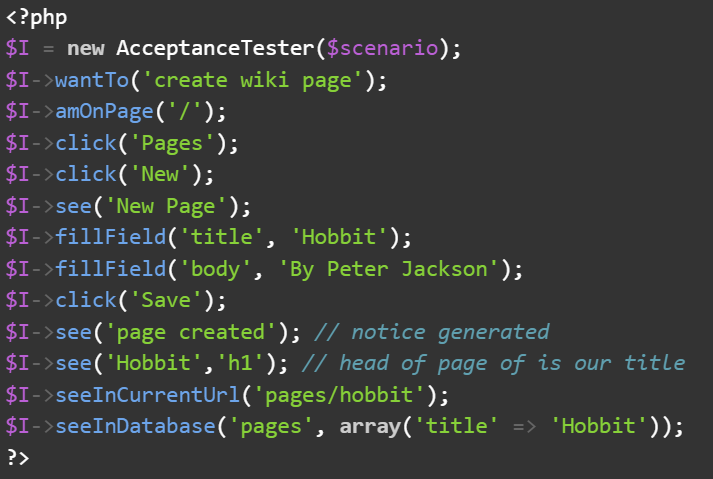 <?php
$I = new AcceptanceTester($scenario);
$I->wantTo('create wiki page');
$I->amOnPage('/');
$I->click('Pages');
$I->click('New');
$I->see('New Page');
$I->fillField('title', 'Hobbit');
$I->fillField('body', 'By Peter Jackson');
$I->click('Save');
$I->see('page created'); // notice generated
$I->see('Hobbit','h1'); // head of page of is our title
$I->seeInCurrentUrl('pages/hobbit');
$I->seeInDatabase('pages', array('title' => 'Hobbit'));
?>